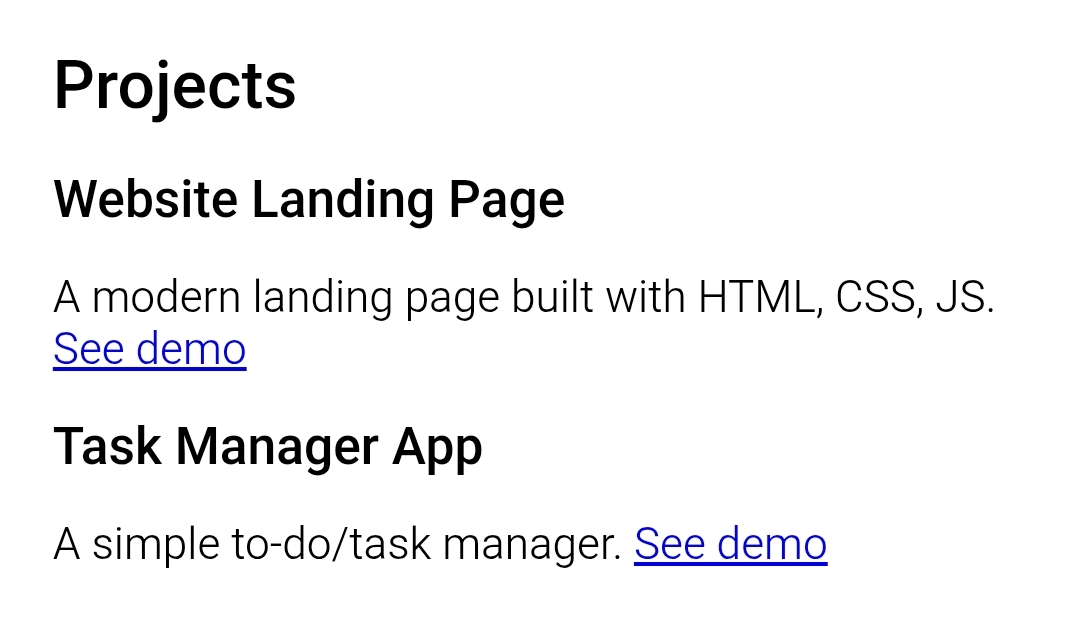 Projects
Website Landing Page
A modern landing page built with HTML, CSS, JS.
See demo
Task Manager App
A simple to-do/task manager. See demo